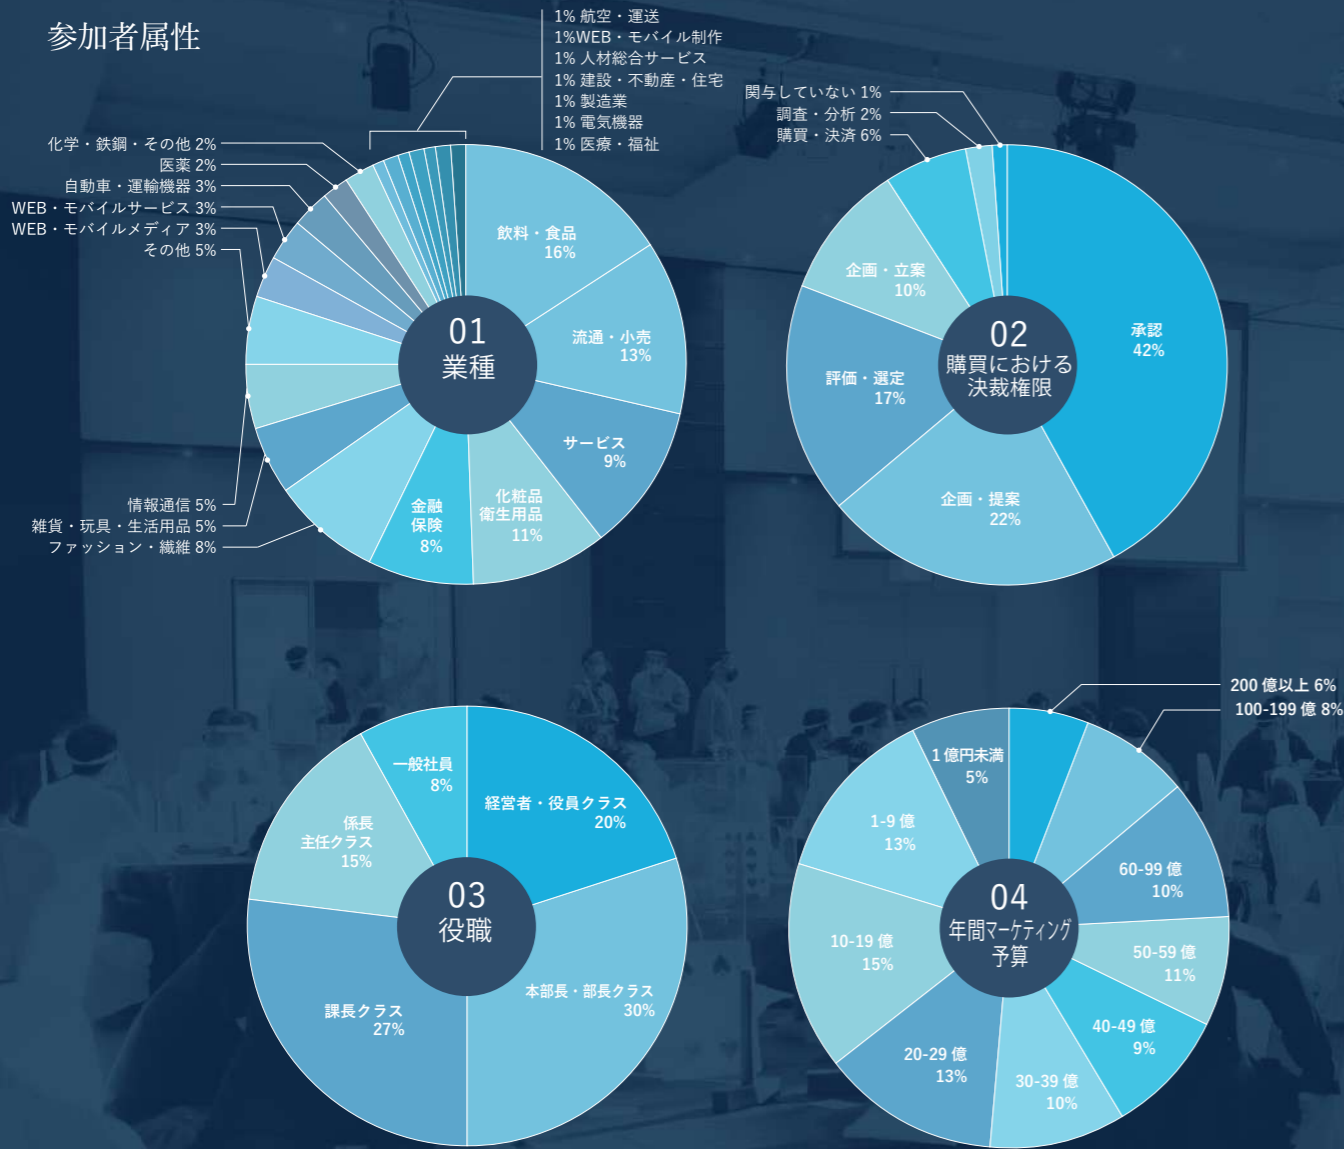 参加者属性
1% 航空・運送
1%WEB・モバイル制作
1% 人材総合サービス
1% 建設・不動産・住宅
1% 製造業
1% 電気機器
1% 医療・福祉
化学・鉄鋼・その他 2%
医薬 2%
自動車・運輸機器 3%
WEB・モバイルサービス 3%
WEB・モバイルメディア 3%
その他 5%
情報通信 5%
雑貨・玩具・生活用品 5%
ファッション・繊維 8%
飲料・食品
16%
流通・小売
13%
サービス
9%
化粧品
衛生用品
11%
金融
保険
8%
01
業種
関与していない 1%
調査・分析 2%
購買・決済 6%
企画・立案
10%
評価・選定
17%
企画・提案
22%
承認
42%
02
購買における
決裁権限
一般社員
8%
経営者・役員クラス
20%
係長
主任クラス
15%
課長クラス
27%
本部長・部長クラス
30%
03
役職
200 億以上 6%
100-199 億 8%
1 億円未満
5%
1-9 億
13%
60-99 億
10%
10-19 億
15%
50-59 億
11%
20-29 億
13%
40-49 億
9%
30-39 億
10%
04
年間マーケティング
予算